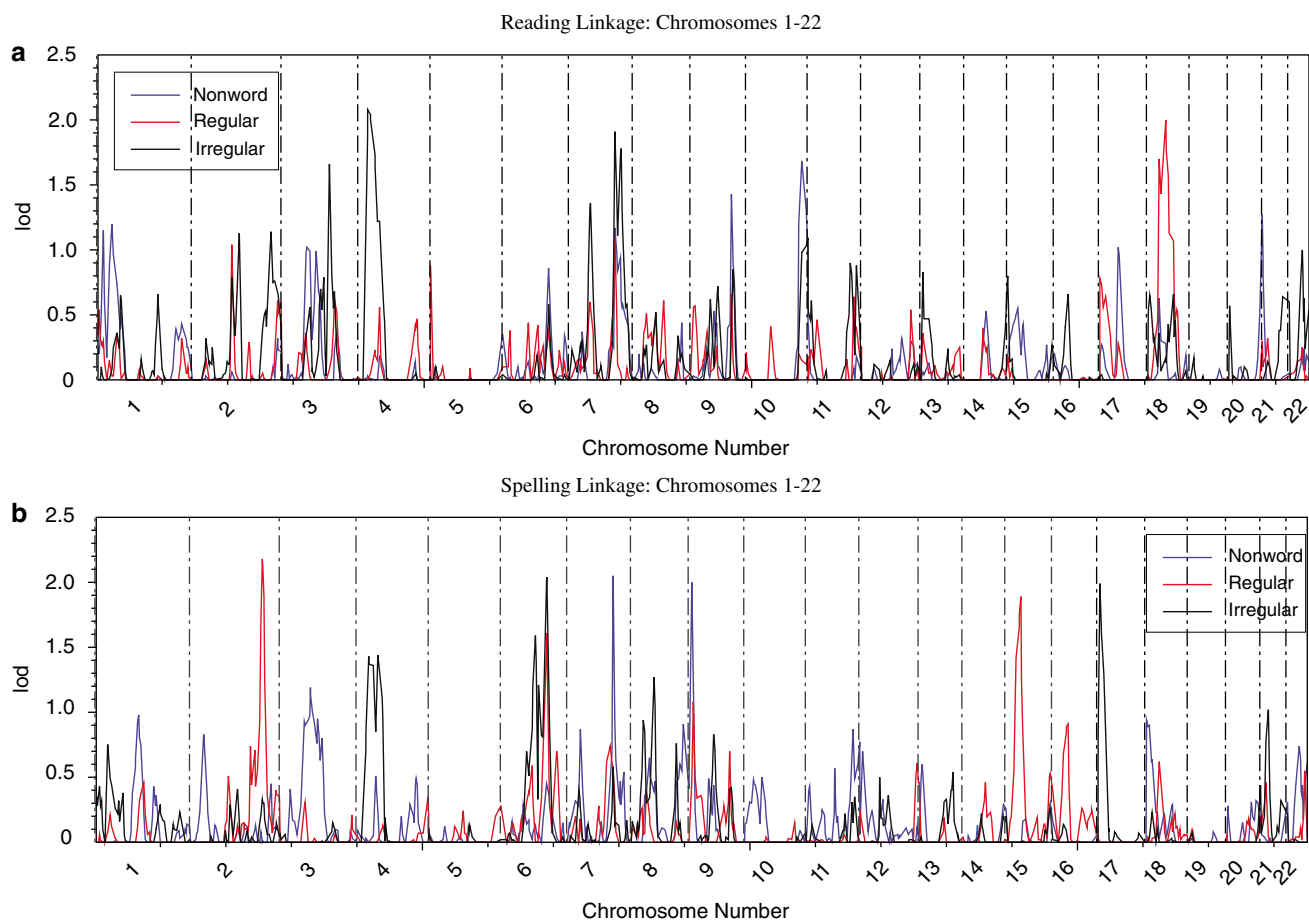 Reading Linkage: Chromosomes 1-22
a
2.5
2.0
1.5
1.0
0.5
0
lod
Nonword
Regular
Irregular
1 2 3 4 5 6 7 8 9 10 11 12 13 14 15 16 17 18 19 20 21 22
Chromosome Number
Spelling Linkage: Chromosomes 1-22
b
2.5
2.0
1.5
1.0
0.5
0
lod
Nonword
Regular
Irregular
1 2 3 4 5 6 7 8 9 10 11 12 13 14 15 16 17 18 19 20 21 22
Chromosome Number